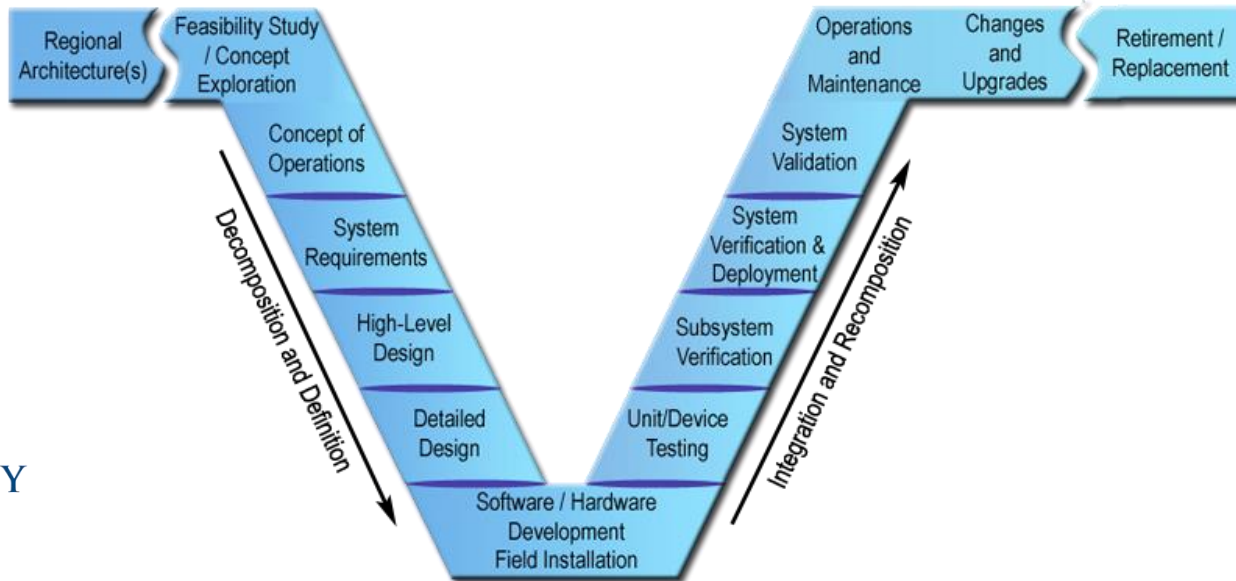 Regional
Architecture(s)
Feasibility Study
/ Concept
Exploration
Concept of
Operations
System
Requirements
High-Level
Design
Detailed
Design
Software / Hardware
Development
Field Installation
Unit/Device
Testing
Subsystem
Verification
System
Verification &
Deployment
System
Validation
Operations
and
Maintenance
Changes
and
Upgrades
Retirement /
Replacement
Decomposition and Definition
Integration and Recomposition
Y